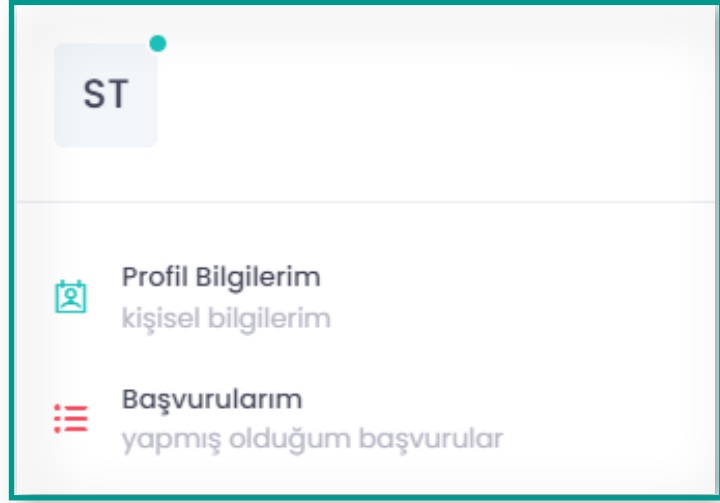 ST
Profil Bilgilerim
kişisel bilgilerim
Başvurularım
yapmış olduğum başvurular